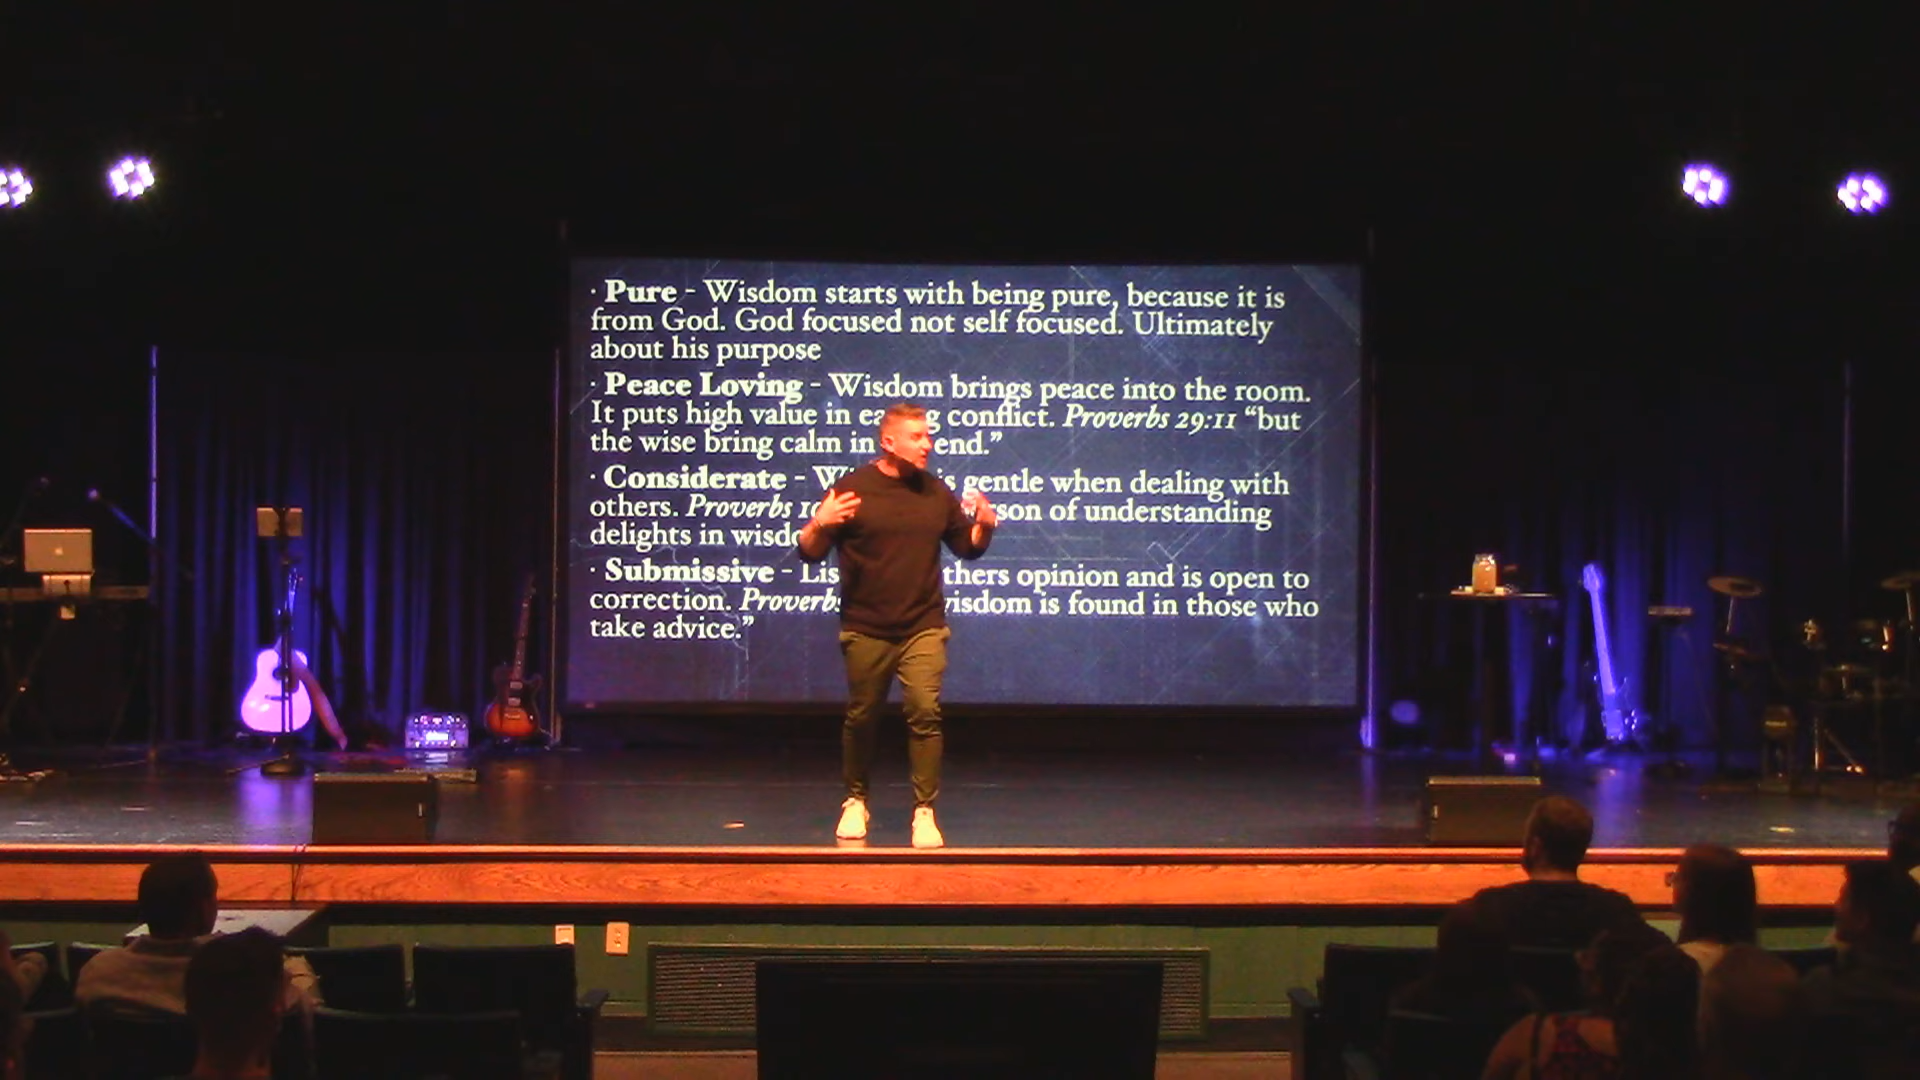 · Pure - Wisdom starts with being pure, because it is
from God. God focused not self focused. Ultimately
about his purpose
· Peace Loving - Wisdom brings peace into the room.
It puts high value in conflict. Proverbs 29:11 “but
the wise bring calm in end.”
· Considerate - is gentle when dealing with
others. Proverbs of understanding
delights in
· Submissive - opinion and is open to
correction. Proverbs wisdom is found in those who
take advice.”